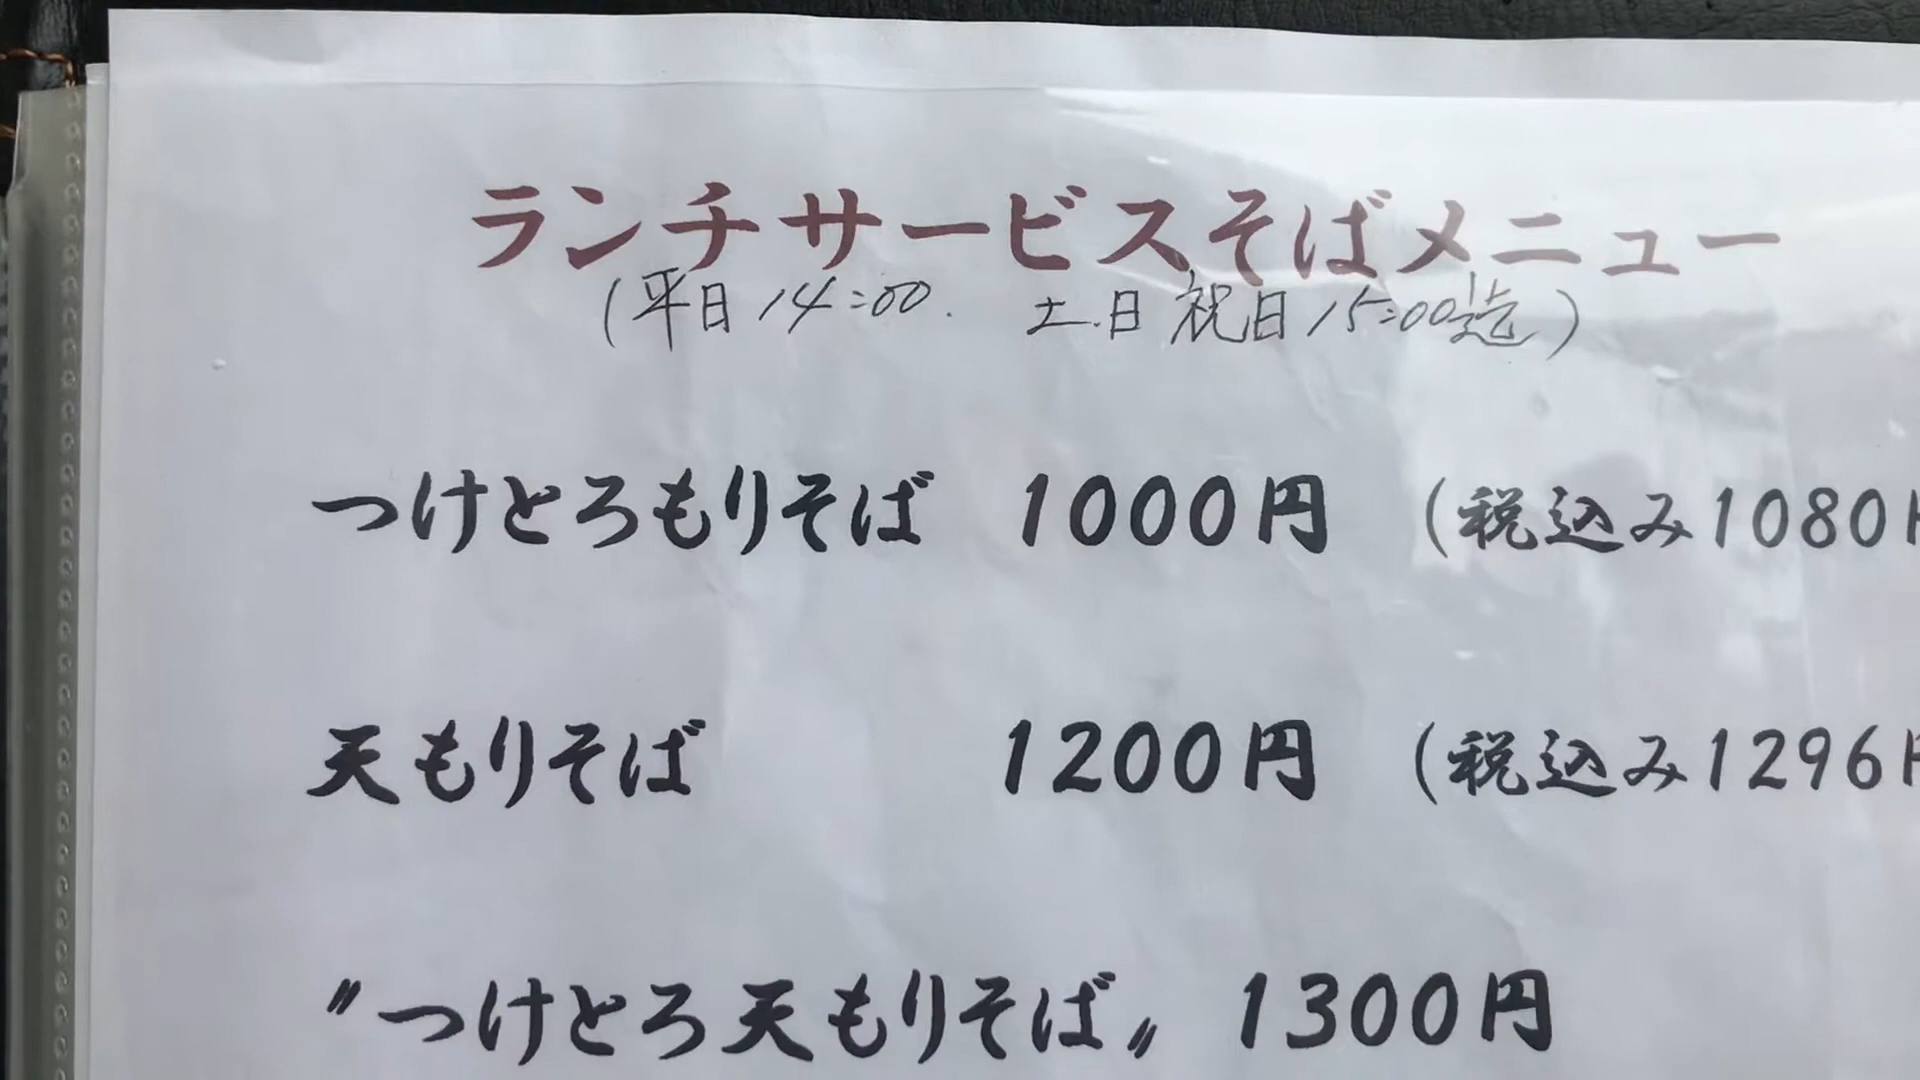 ランチサービスそばメニュー
(平日14:00. 土.日 祝日15:00迄)
つけとろもりそば 1000円 (税込み1080円
天もりそば 1200円 (税込み1296円
〃つけとろ天もりそば〃 1300円